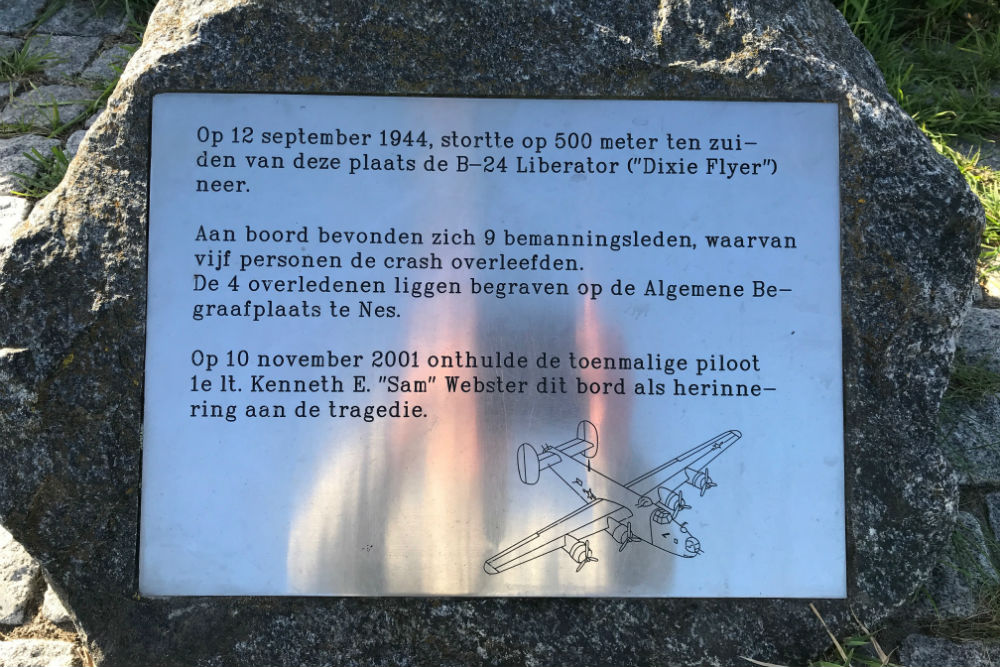 Op 12 september 1944, stortte op 500 meter ten zui-
den van deze plaats de B-24 Liberator ("Dixie Flyer")
neer.
Aan boord bevonden zich 9 bemanningsleden, waarvan
vijf personen de crash overleefden.
De 4 overledenen liggen begraven op de Algemene Be-
graafplaats te Nes.
Op 10 november 2001 onthulde de toenmalige piloot
1e lt. Kenneth E. "Sam" Webster dit bord als herinne-
ring aan de tragedie.